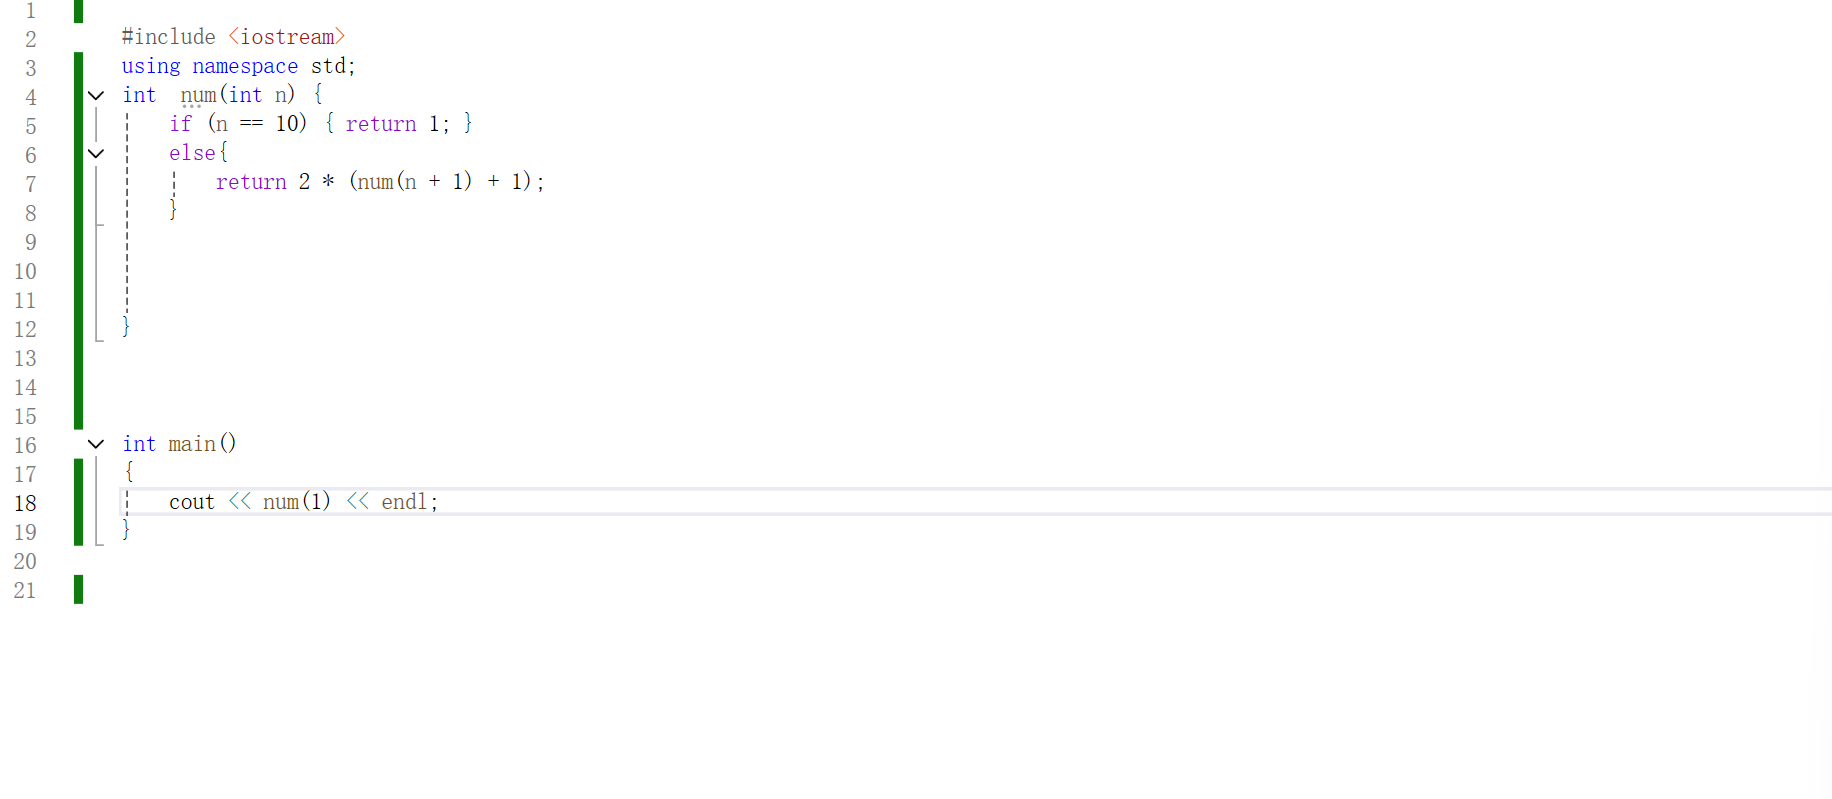 1
2 #include <iostream>
3 using namespace std;
4 int  num(int n) {
5     if (n == 10) { return 1; }
6     else{
7         return 2 * (num(n + 1) + 1);
8     }
9
10
11
12 }
13
14
15
16 int main()
17 {
18     cout << num(1) << endl;
19 }
20
21